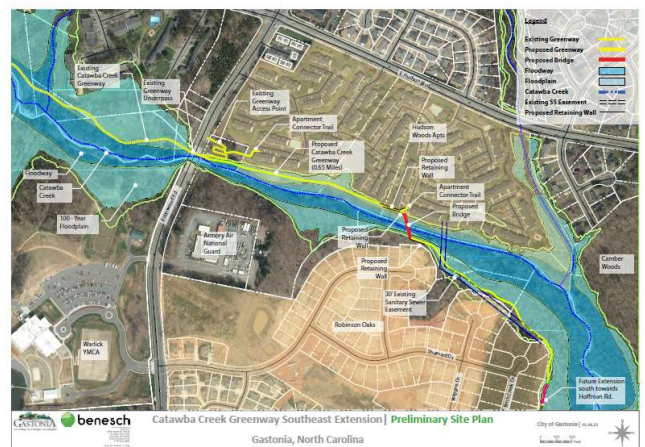 Legend
Existing Greenway
Proposed Greenway
Proposed Bridge
Floodway
Floodplain
Catawba Creek
Existing SS Easement
Proposed Retaining Wall
Existing
Catawba Creek
Greenway
Existing
Greenway
Underpass
Existing
Greenway
Access Point
Apartment
Connector Trail
Proposed
Catawba Creek
Greenway
(0.65 Miles)
Hudson
Woods Apts
Proposed
Retaining
Wall
Apartment
Connector Trail
Proposed
Bridge
Floodway
Catawba
Creek
100 - Year
Floodplain
Armory Air
National
Guard
Proposed
Retaining
Wall
Proposed
Retaining
Wall
30' Existing
Sanitary Sewer
Easement
Camber
Woods
Robinson Oaks
Warlick
YMCA
Future Extension
south towards
Hoffman Rd.
GASTONIA
benesch
Catawba Creek Greenway Southeast Extension | Preliminary Site Plan
Gastonia, North Carolina
City of Gastonia